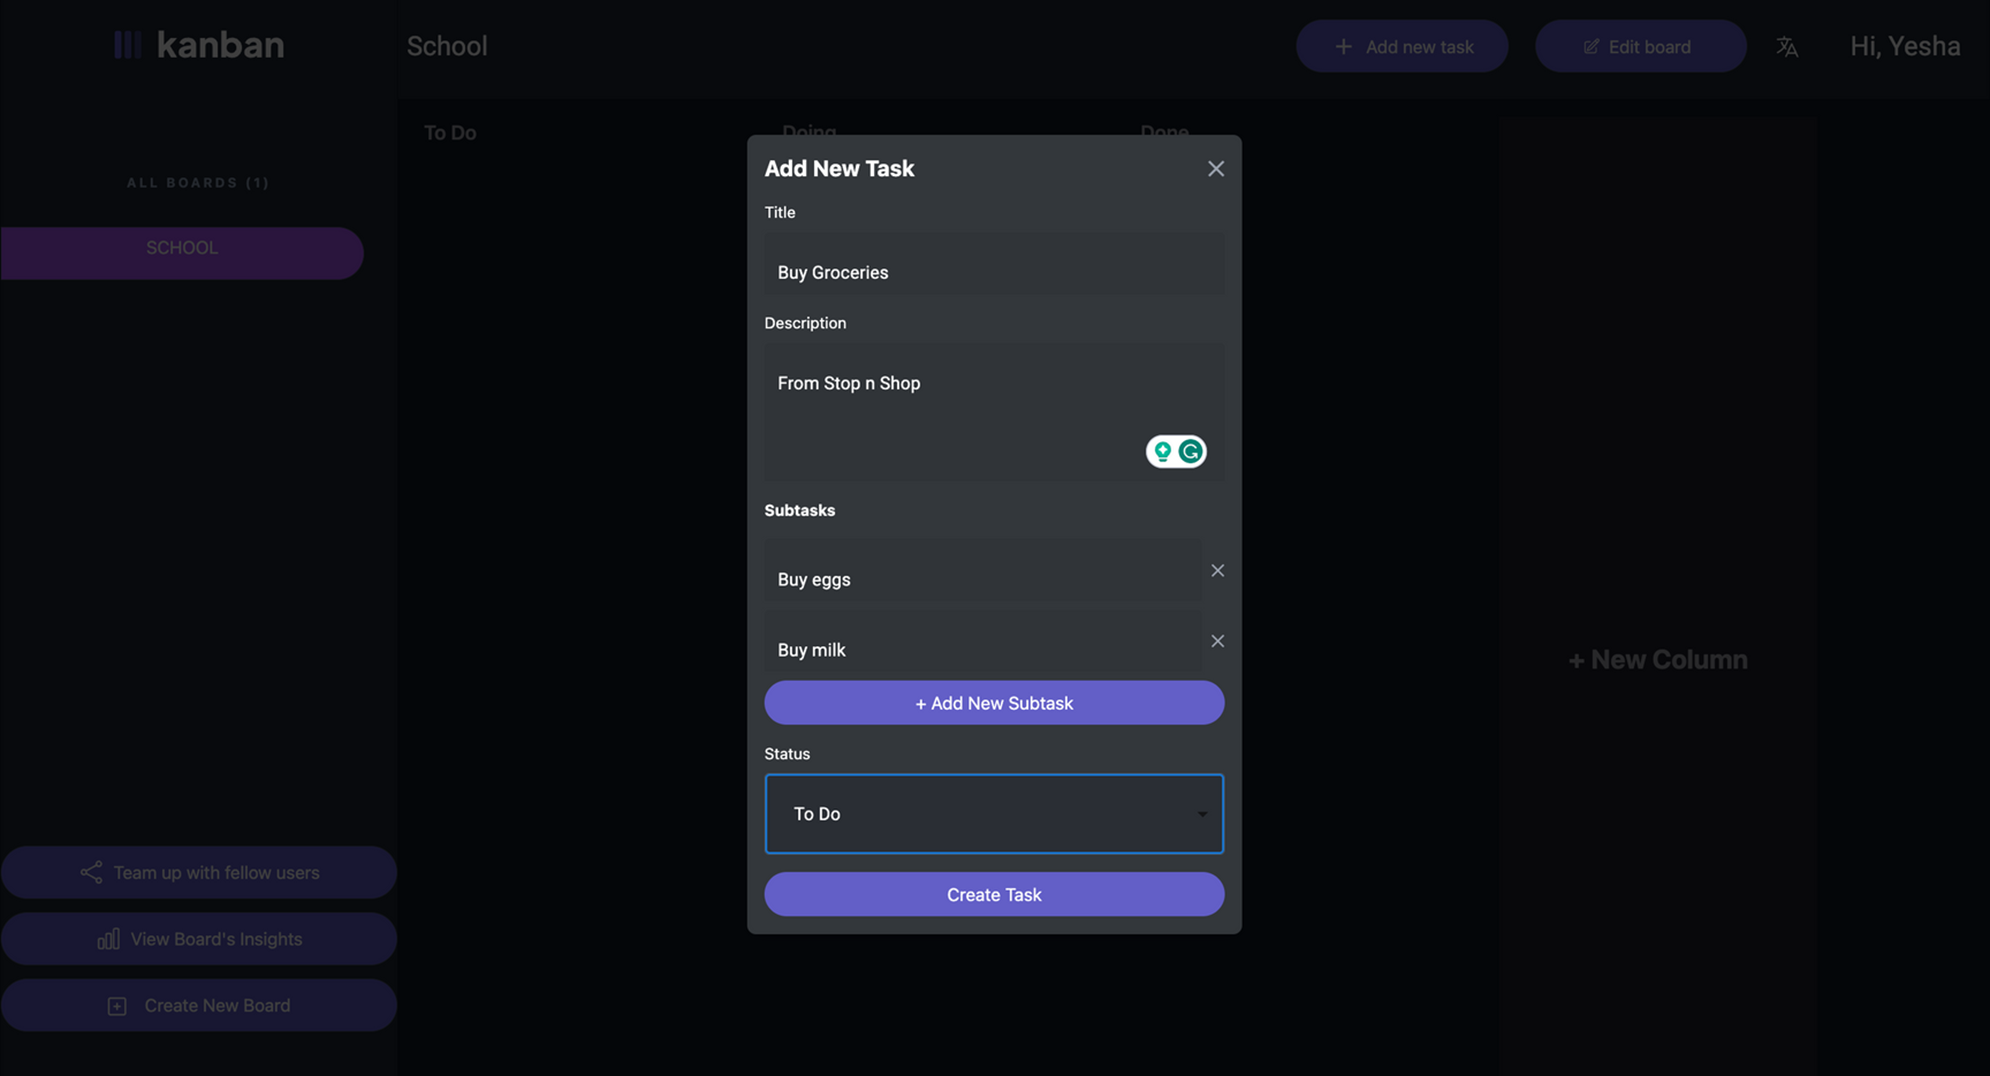 kanban
School
+ Add new task
Edit board
Hi, Yesha
ALL BOARDS (1)
SCHOOL
To Do
Doing
Done
Add New Task
Title
Buy Groceries
Description
From Stop n Shop
Subtasks
Buy eggs
Buy milk
+ Add New Subtask
Status
To Do
Create Task
+ New Column
Team up with fellow users
View Board's Insights
Create New Board